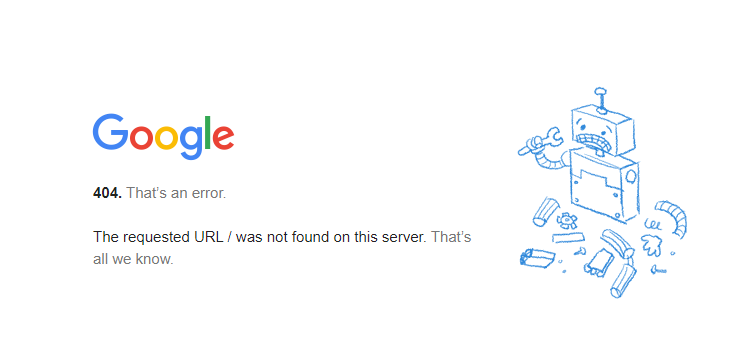 Google
404. That's an error.
The requested URL / was not found on this server. That's
all we know.